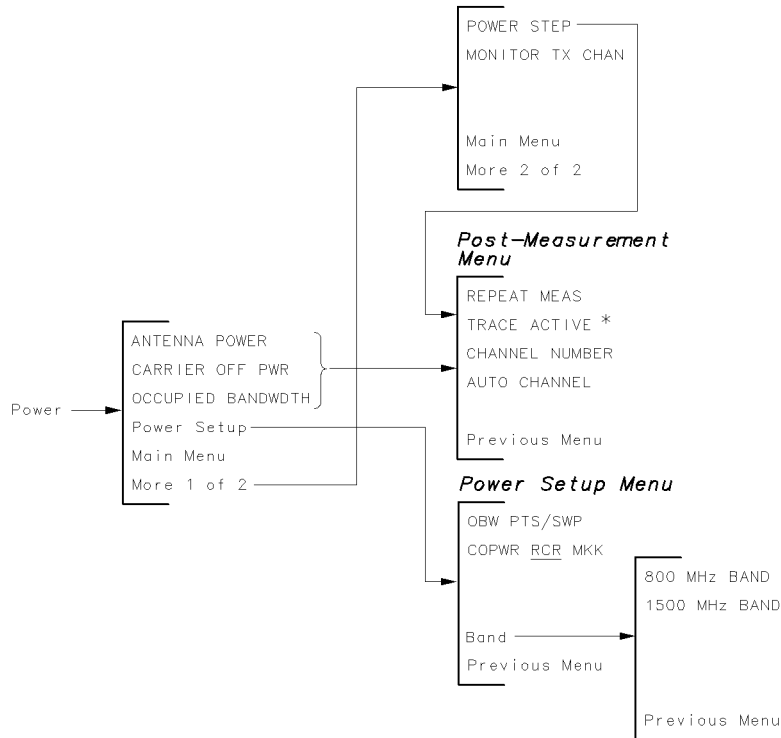 POWER STEP
MONITOR TX CHAN
Main Menu
More 2 of 2
Post-Measurement
Menu
REPEAT MEAS
TRACE ACTIVE *
CHANNEL NUMBER
AUTO CHANNEL
Previous Menu
Power
ANTENNA POWER
CARRIER OFF PWR
OCCUPIED BANDWDTH
Power Setup
Main Menu
More 1 of 2
Power Setup Menu
OBW PTS/SWP
COPWR RCR MKK
Band
Previous Menu
800 MHz BAND
1500 MHz BAND
Previous Menu